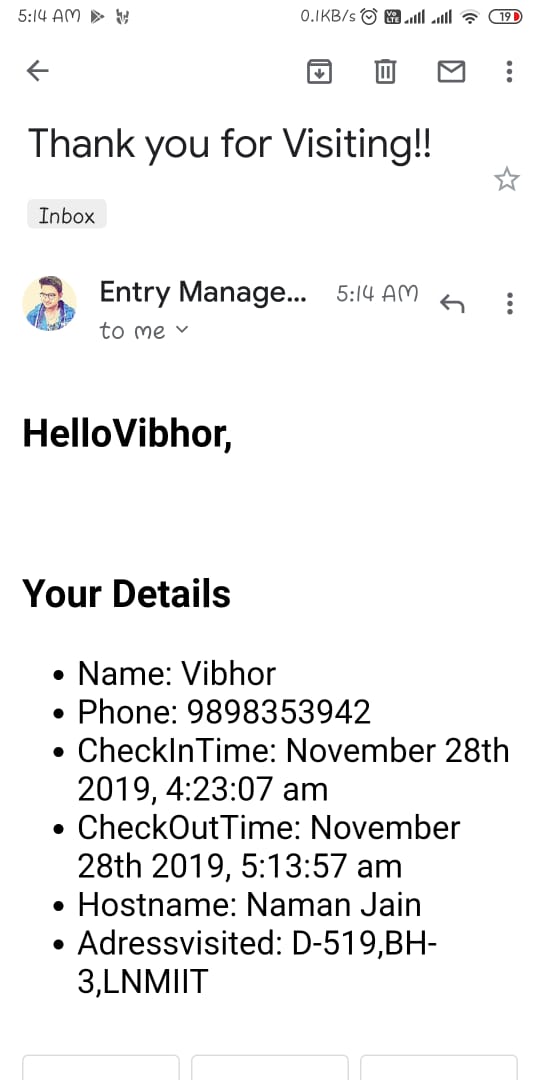 5:14 AM 0.1KB/s 19
Thank you for Visiting!!
Inbox
Entry Manage... 5:14 AM
to me
HelloVibhor,
Your Details
• Name: Vibhor
• Phone: 9898353942
• CheckInTime: November 28th
2019, 4:23:07 am
• CheckOutTime: November
28th 2019, 5:13:57 am
• Hostname: Naman Jain
• Adressvisited: D-519,BH-
3,LNMIIT